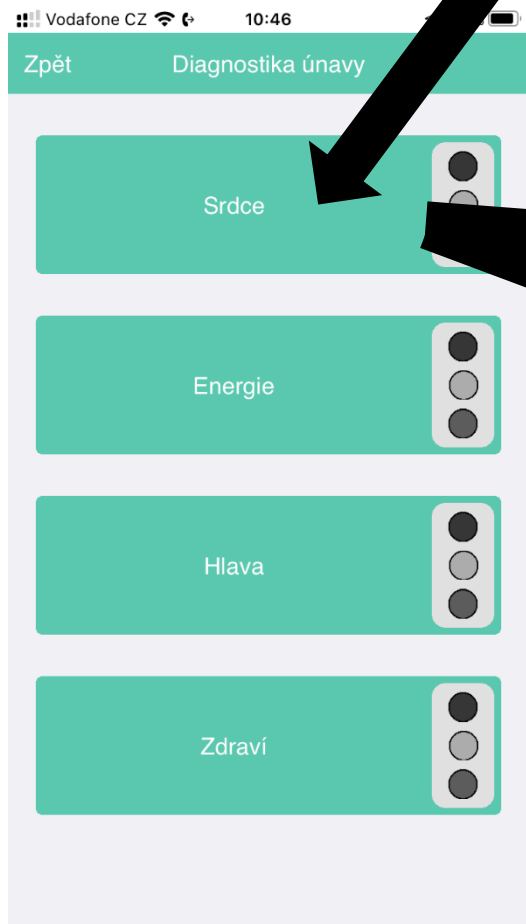 Vodafone CZ 10:46
Zpět Diagnostika únavy
Srdce
Energie
Hlava
Zdraví